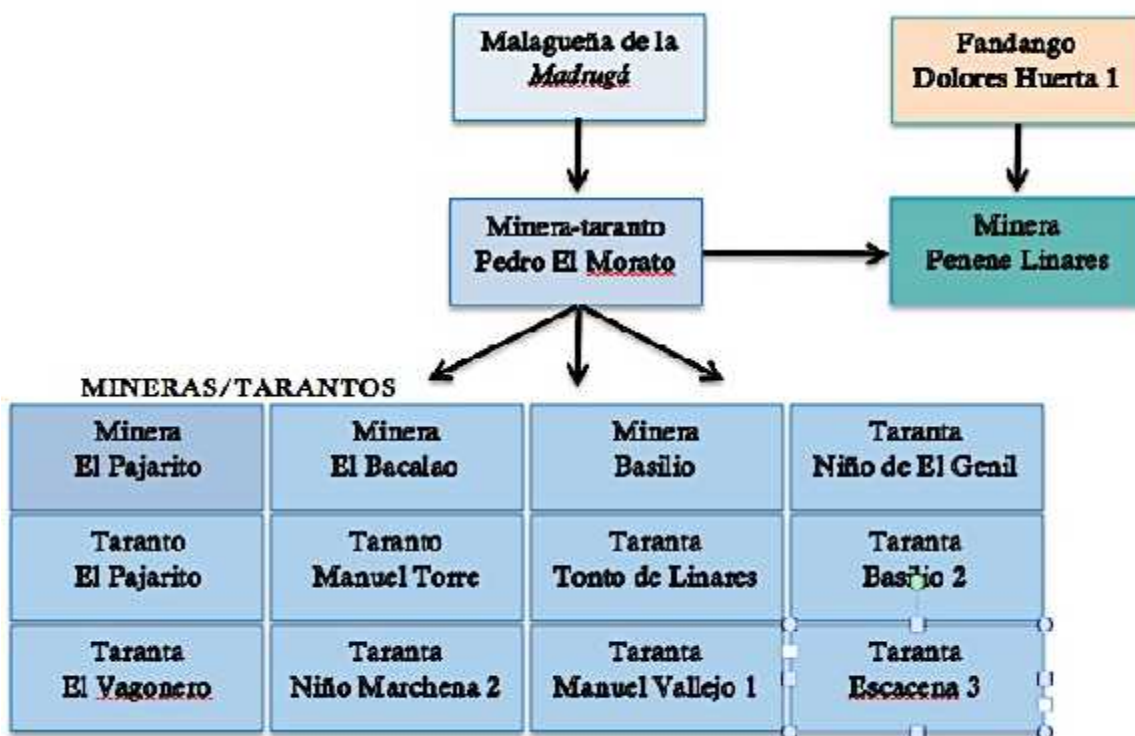 Malagueña de la
Madrugá
Fandango
Dolores Huerta 1
Minera-taranto
Pedro El Morato
Minera
Penene Linares
MINERAS/TARANTOS
Minera
El Pajarito
Minera
El Bacalao
Minera
Basilio
Taranta
Niño de El Genil
Taranto
El Pajarito
Taranto
Manuel Torre
Taranta
Tonto de Linares
Taranta
Basilio 2
Taranta
El Vagonero
Taranta
Niño Marchena 2
Taranta
Manuel Vallejo 1
Taranta
Escacena 3